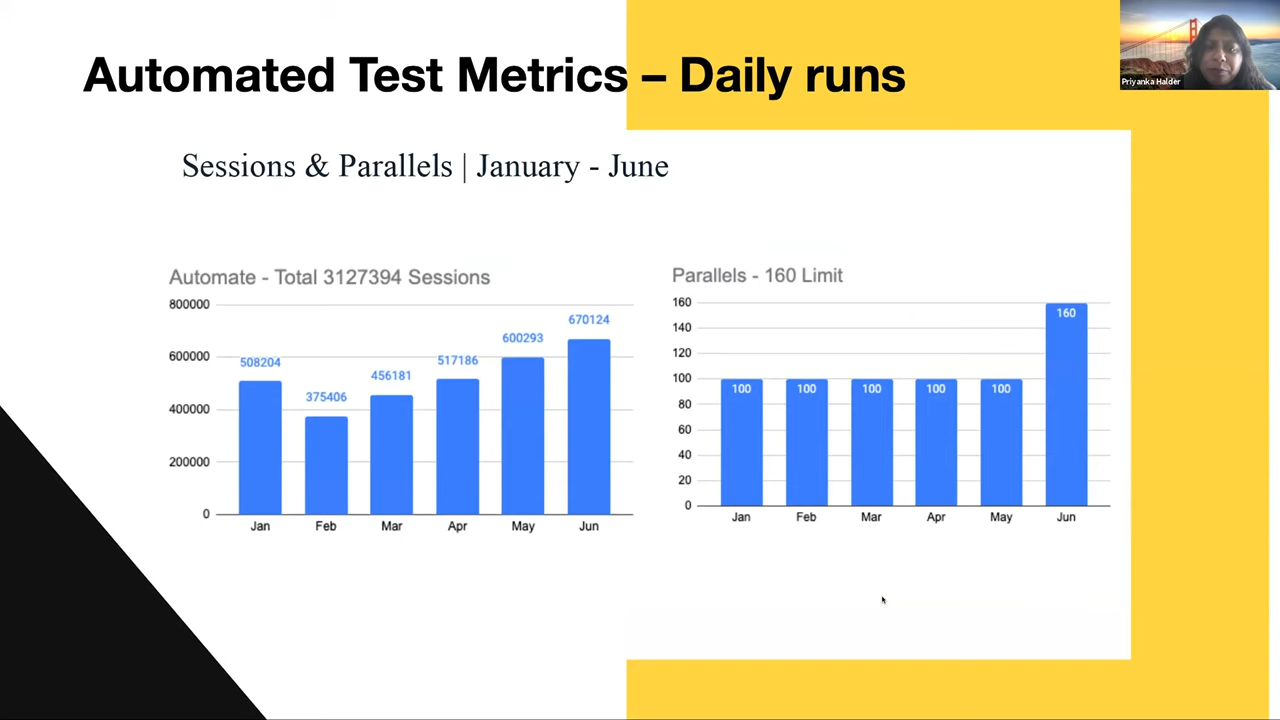 Automated Test Metrics – Daily runs
Priyanka Halder
Sessions & Parallels | January - June
Automate - Total 3127394 Sessions
800000
600000
400000
200000
0
508204
375406
456181
517186
600293
670124
Jan Feb Mar Apr May Jun
Parallels - 160 Limit
160
140
120
100
80
60
40
20
0
100 100 100 100 100 160
Jan Feb Mar Apr May Jun